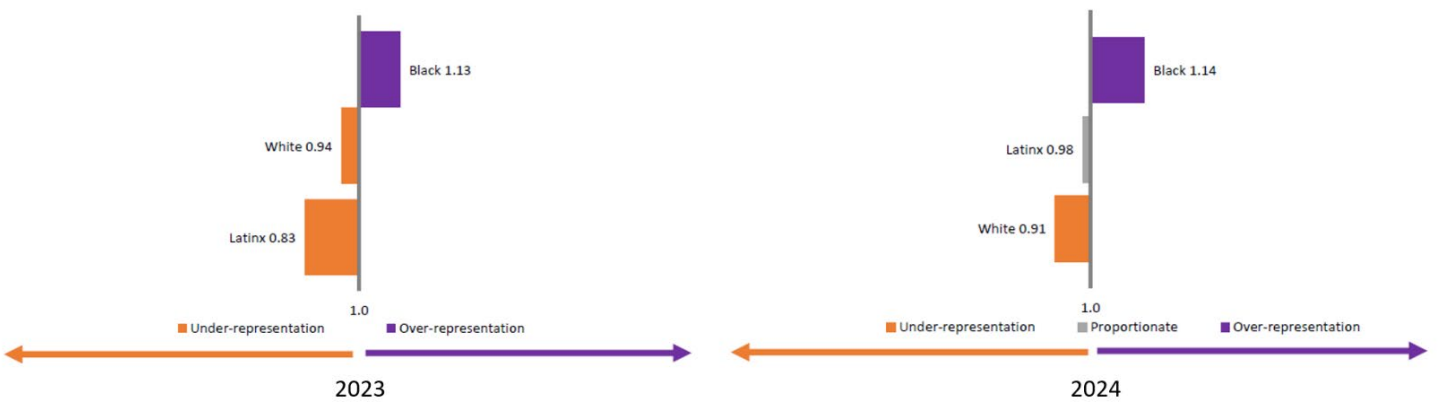 Black 1.13
White 0.94
Latinx 0.83
1.0
Under-representation
Over-representation
2023
Black 1.14
Latinx 0.98
White 0.91
1.0
Under-representation
Proportionate
Over-representation
2024